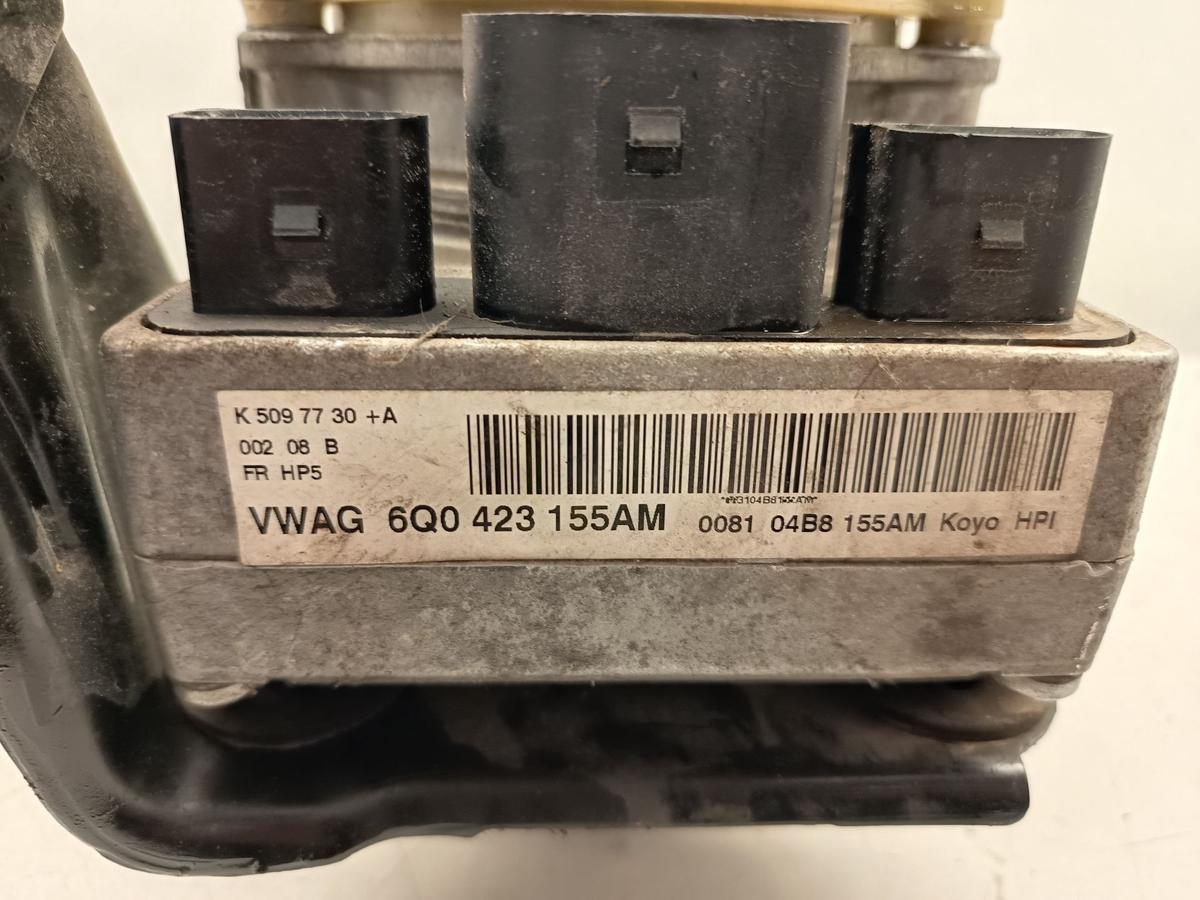 K 509 77 30 +A
002 08 B
FR HP5
VWAG 6Q0 423 155AM 0081 04B8 155AM Koyo HPI